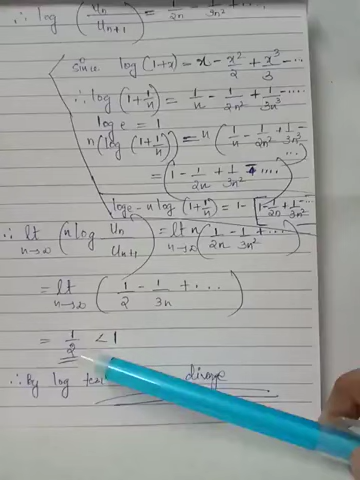 ∴ log (Un / Un+1) = 1/2n - 1/3n²
since log (1+x) = x - x²/2 + x³/3 - ...
∴ log (1+1/n) = 1/n - 1/2n² + 1/3n³ - ...
log e = 1
n(log (1+1/n)) = n (1/n - 1/2n² + 1/3n³ - ...)
= (1 - 1/2n + 1/3n² - ...)
log e - n log (1+1/n) = 1 - [1 - 1/2n + 1/3n² ...
∴ lt n→∞ (n log Un / Un+1) = lt n→∞ n (1/2n - 1/3n² + ...)
= lt n→∞ (1/2 - 1/3n + ...)
= 1/2 < 1
∴ By log test diverge